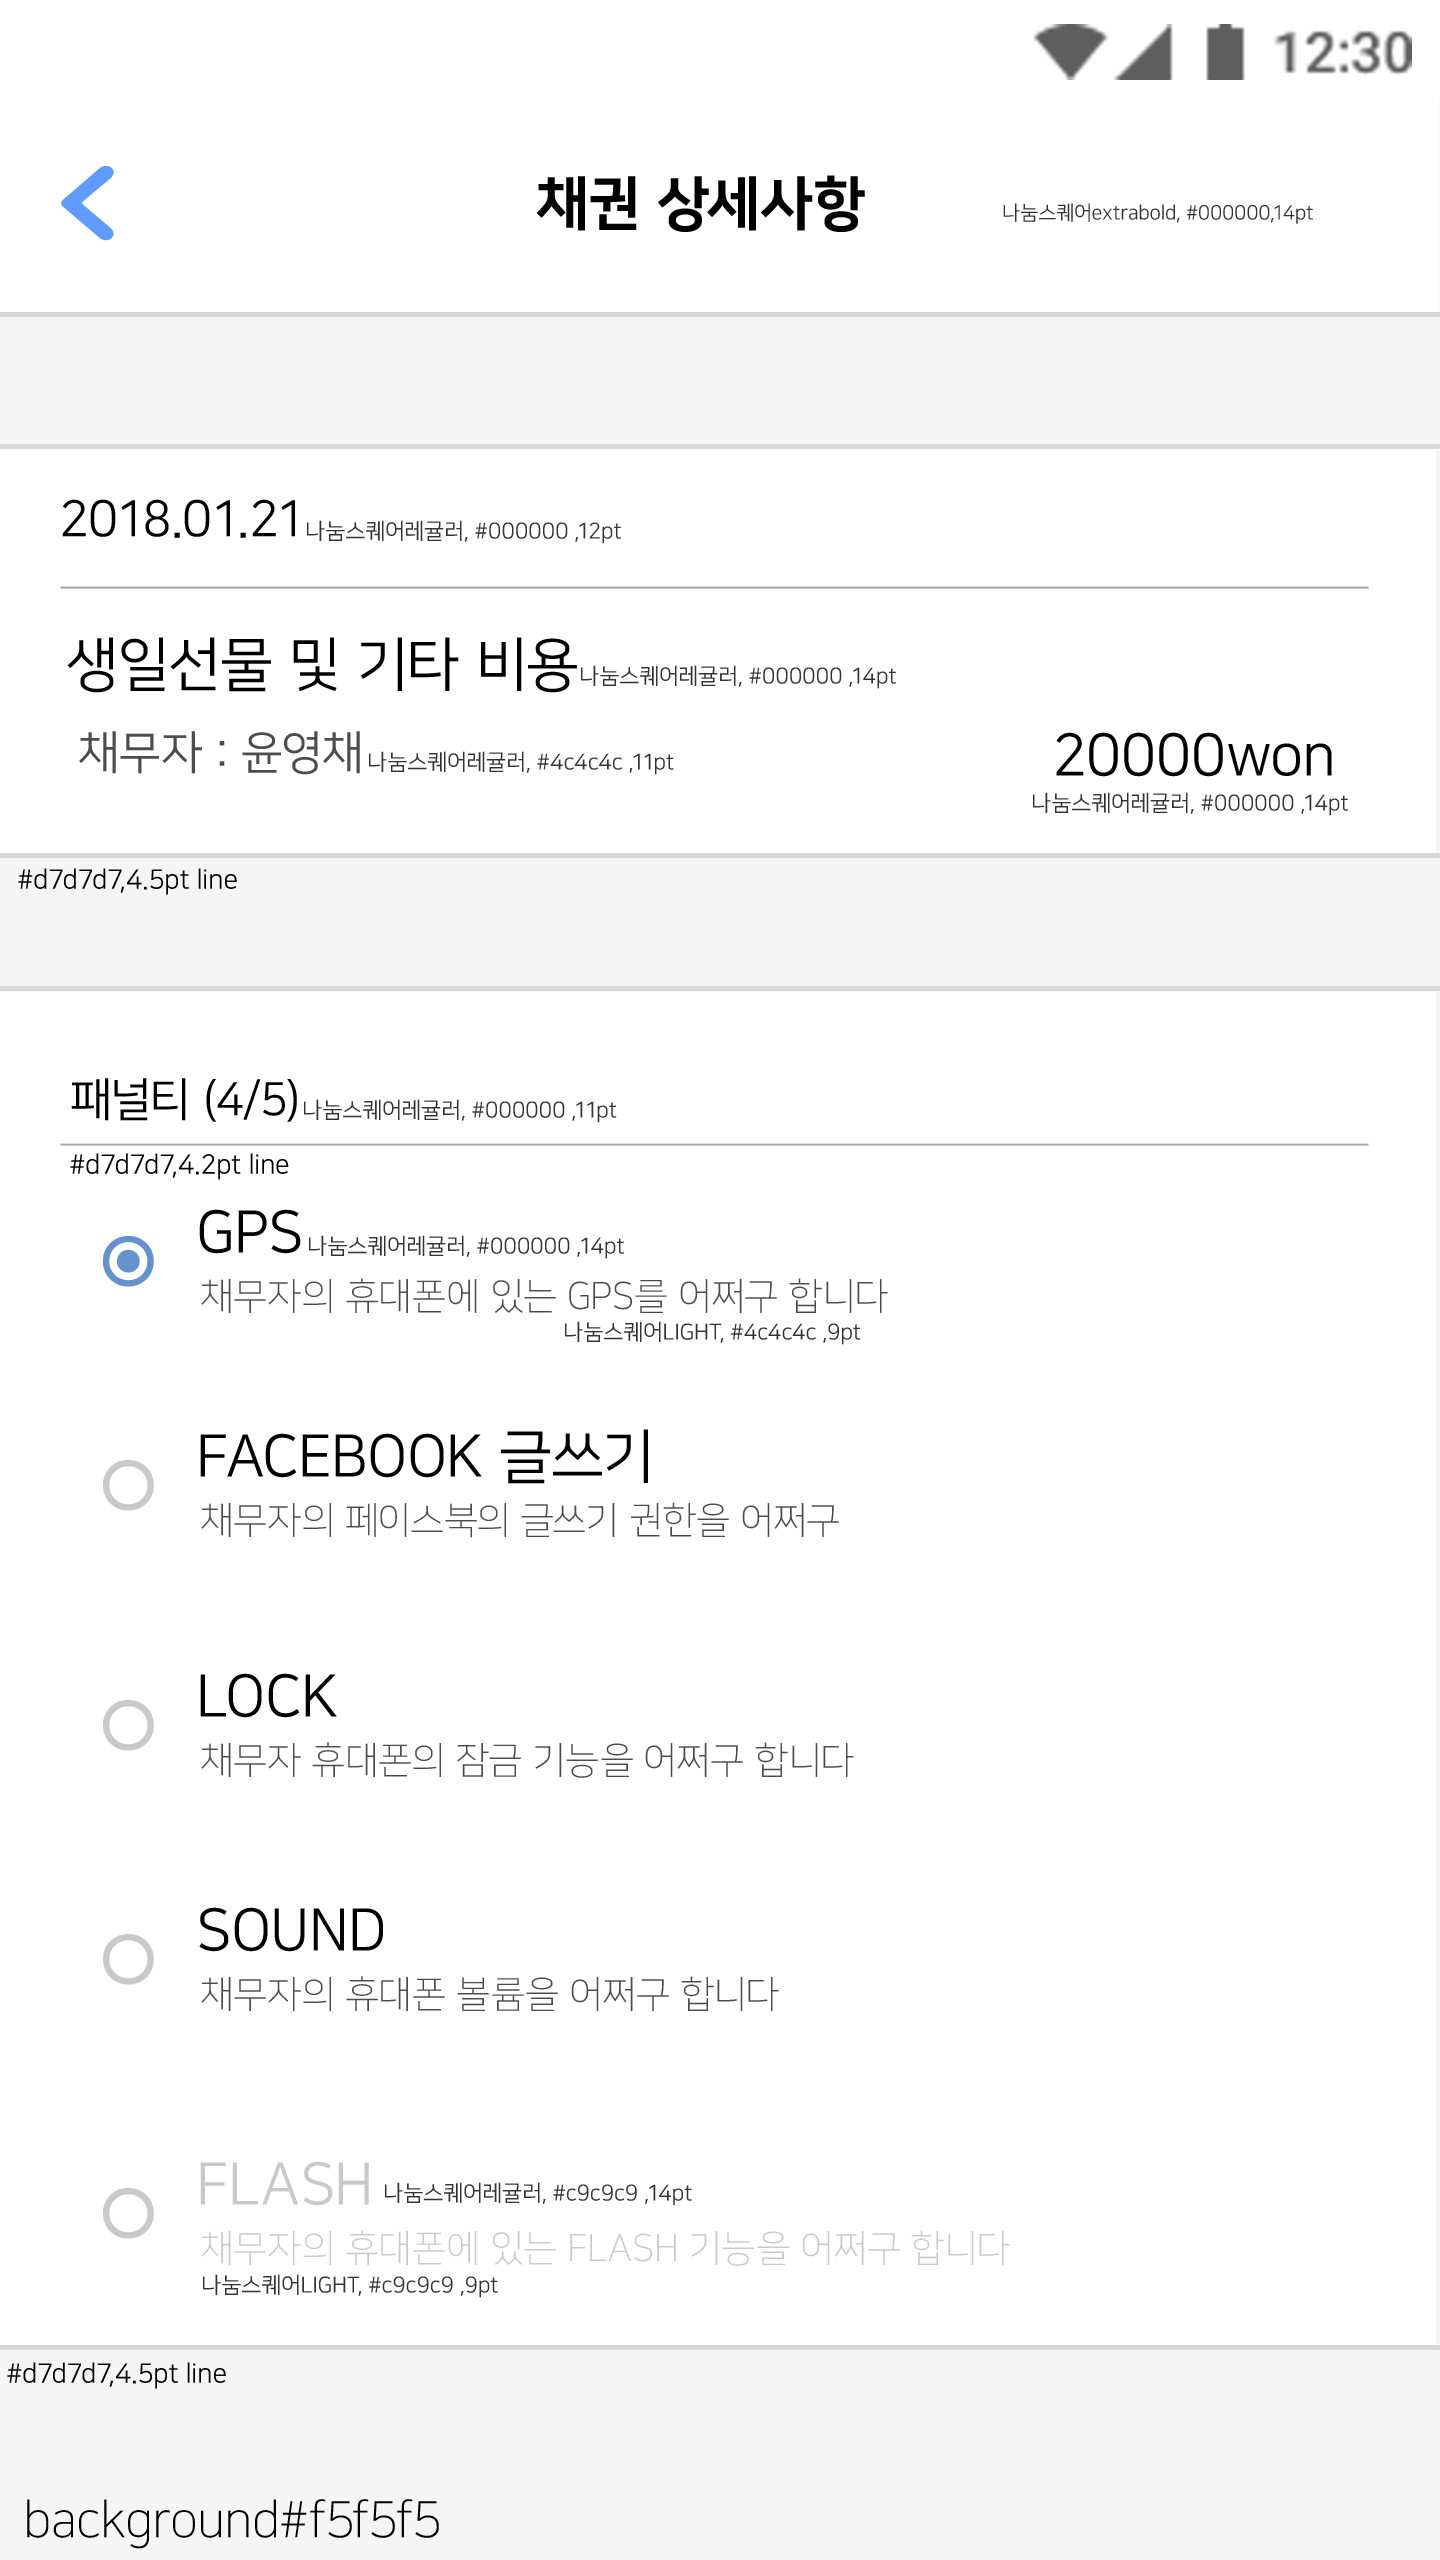 12:30
채권 상세사항 나눔스퀘어extrabold, #000000,14pt
2018.01.21 나눔스퀘어레귤러, #000000 ,12pt
생일선물 및 기타 비용 나눔스퀘어레귤러, #000000 ,14pt
채무자 : 윤영채 나눔스퀘어레귤러, #4c4c4c ,11pt
20000won
나눔스퀘어레귤러, #000000 ,14pt
#d7d7d7,4.5pt line
패널티 (4/5) 나눔스퀘어레귤러, #000000 ,11pt
#d7d7d7,4.2pt line
GPS 나눔스퀘어레귤러, #000000 ,14pt
채무자의 휴대폰에 있는 GPS를 어쩌구 합니다
나눔스퀘어LIGHT, #4c4c4c ,9pt
FACEBOOK 글쓰기
채무자의 페이스북의 글쓰기 권한을 어쩌구
LOCK
채무자 휴대폰의 잠금 기능을 어쩌구 합니다
SOUND
채무자의 휴대폰 볼륨을 어쩌구 합니다
FLASH 나눔스퀘어레귤러, #c9c9c9 ,14pt
채무자의 휴대폰에 있는 FLASH 기능을 어쩌구 합니다
나눔스퀘어LIGHT, #c9c9c9 ,9pt
#d7d7d7,4.5pt line
background#f5f5f5